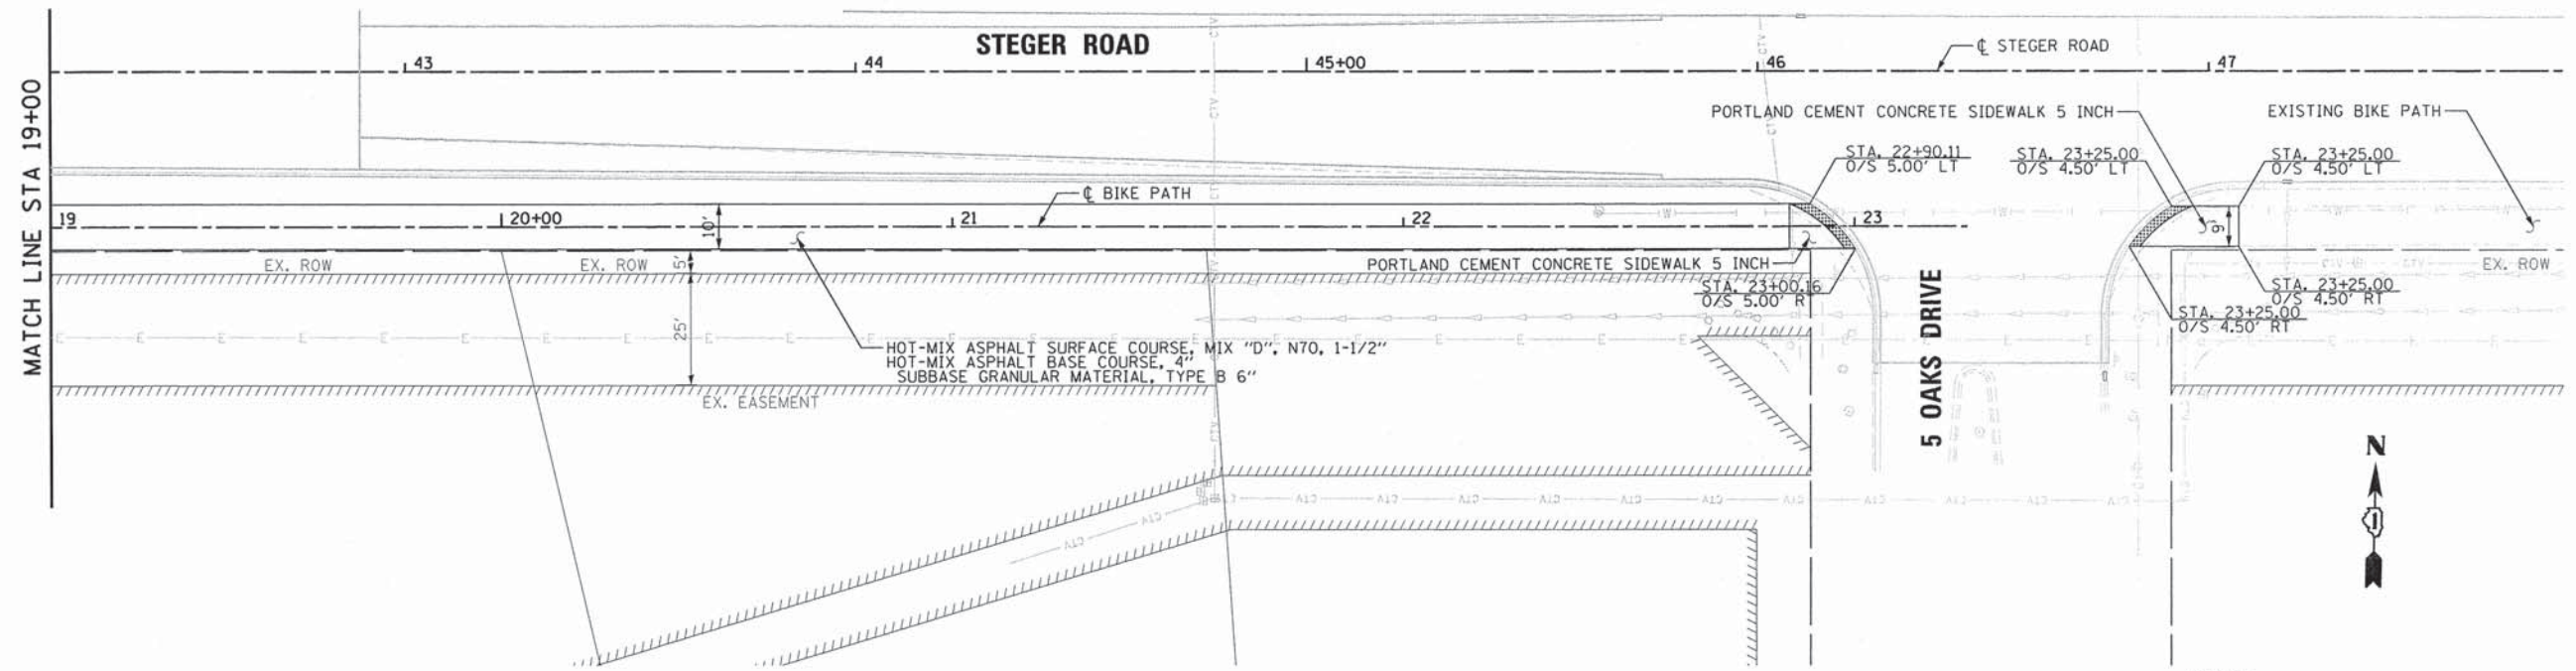 STEGER ROAD
℄ STEGER ROAD
43
44
45+00
46
47
MATCH LINE STA 19+00
PORTLAND CEMENT CONCRETE SIDEWALK 5 INCH
EXISTING BIKE PATH
STA. 22+90.11
O/S 5.00' LT
STA. 23+25.00
O/S 4.50' LT
STA. 23+25.00
O/S 4.50' LT
℄ BIKE PATH
19
20+00
21
22
23
10'
9'
EX. ROW
EX. ROW
5'
PORTLAND CEMENT CONCRETE SIDEWALK 5 INCH
EX. ROW
STA. 23+00.16
O/S 5.00' R
STA. 23+25.00
O/S 4.50' RT
STA. 23+25.00
O/S 4.50' RT
25'
HOT-MIX ASPHALT SURFACE COURSE, MIX "D", N70, 1-1/2"
HOT-MIX ASPHALT BASE COURSE, 4"
SUBBASE GRANULAR MATERIAL, TYPE B 6"
EX. EASEMENT
5 OAKS DRIVE
N
CTV
CTV
CTV